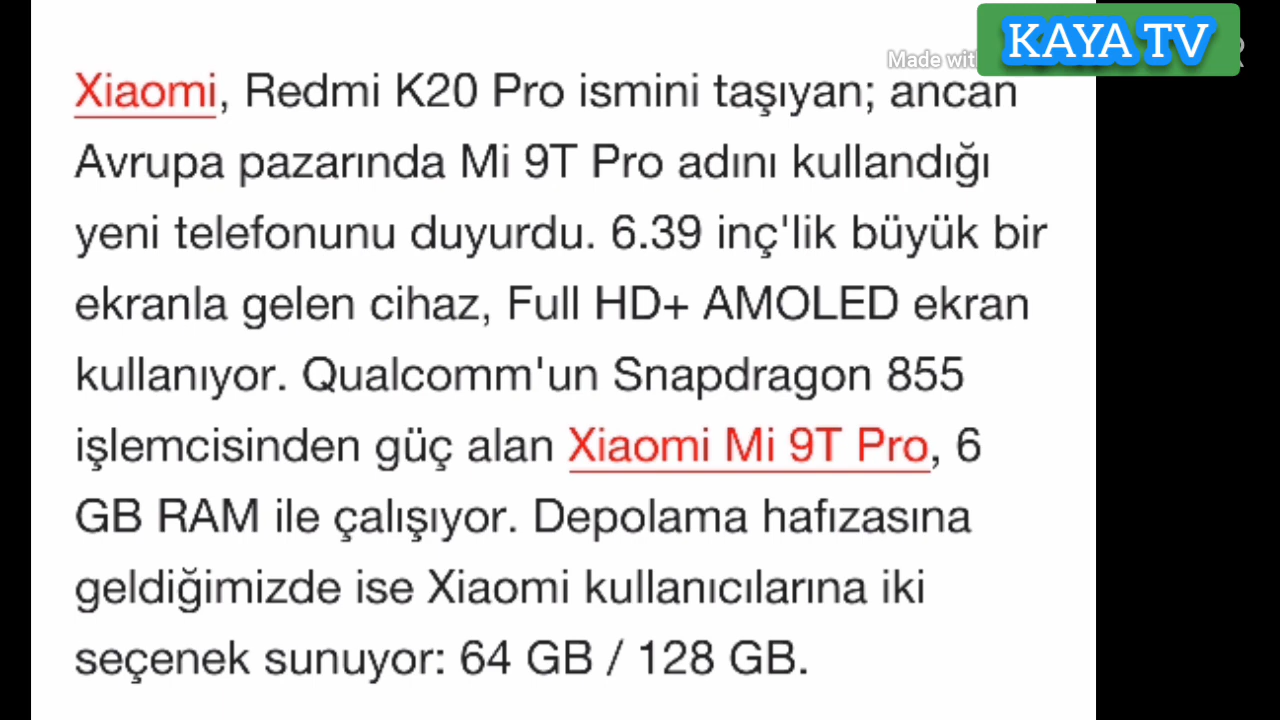 KAYA TV
Made wit
Xiaomi, Redmi K20 Pro ismini taşıyan; ancan
Avrupa pazarında Mi 9T Pro adını kullandığı
yeni telefonunu duyurdu. 6.39 inç'lik büyük bir
ekranla gelen cihaz, Full HD+ AMOLED ekran
kullanıyor. Qualcomm'un Snapdragon 855
işlemcisinden güç alan Xiaomi Mi 9T Pro, 6
GB RAM ile çalışıyor. Depolama hafızasına
geldiğimizde ise Xiaomi kullanıcılarına iki
seçenek sunuyor: 64 GB / 128 GB.